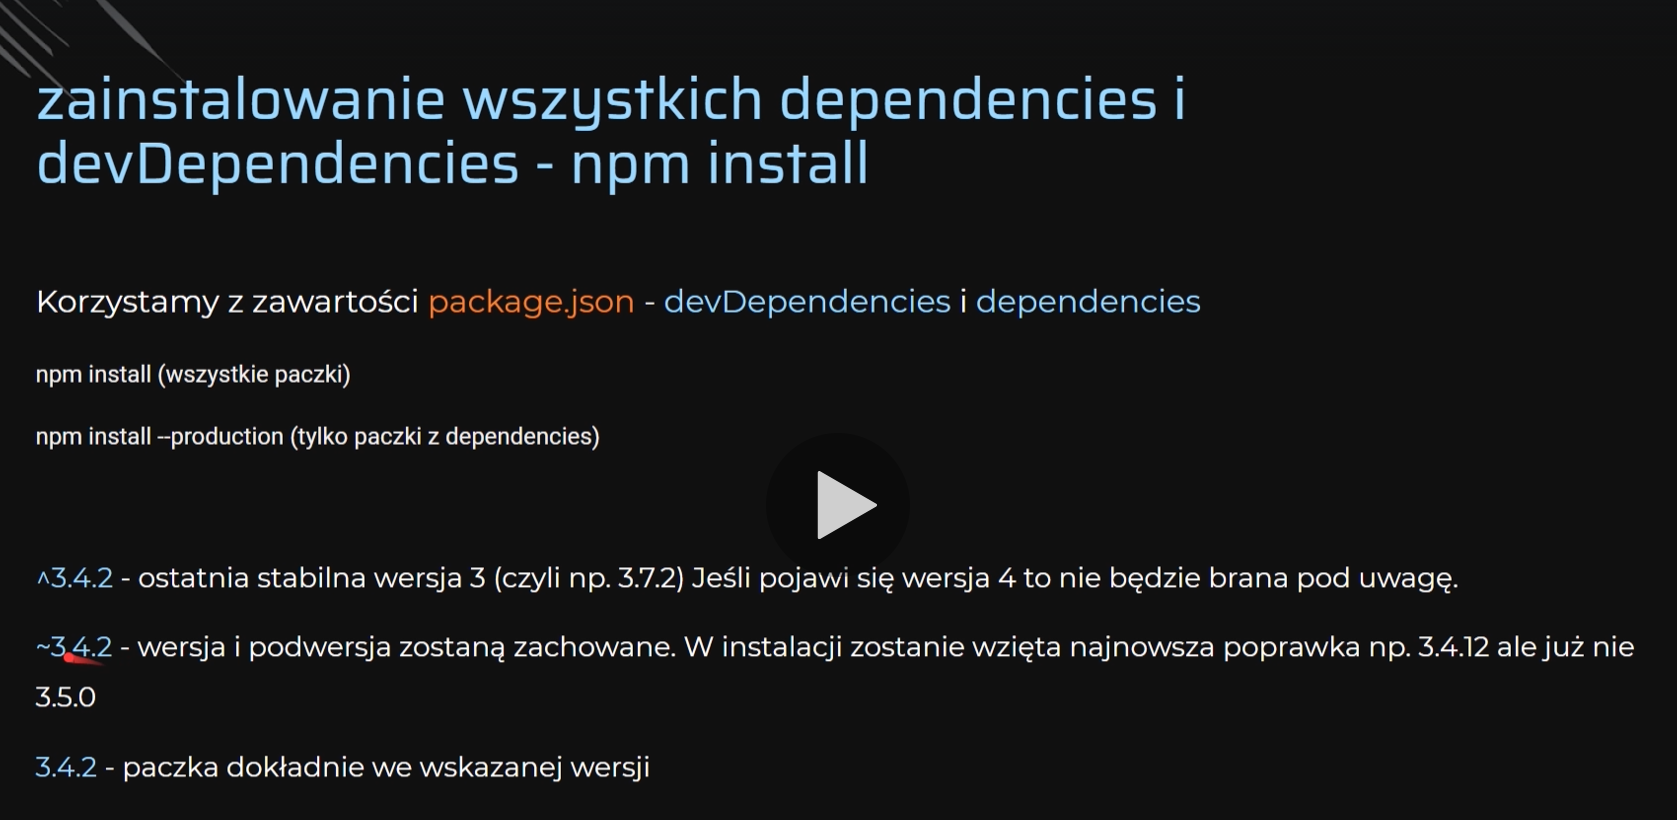 zainstalowanie wszystkich dependencies i
devDependencies - npm install
Korzystamy z zawartości package.json - devDependencies i dependencies
npm install (wszystkie paczki)
npm install --production (tylko paczki z dependencies)
^3.4.2 - ostatnia stabilna wersja 3 (czyli np. 3.7.2) Jeśli pojawi się wersja 4 to nie będzie brana pod uwagę.
~3.4.2 - wersja i podwersja zostaną zachowane. W instalacji zostanie wzięta najnowsza poprawka np. 3.4.12 ale już nie
3.5.0
3.4.2 - paczka dokładnie we wskazanej wersji